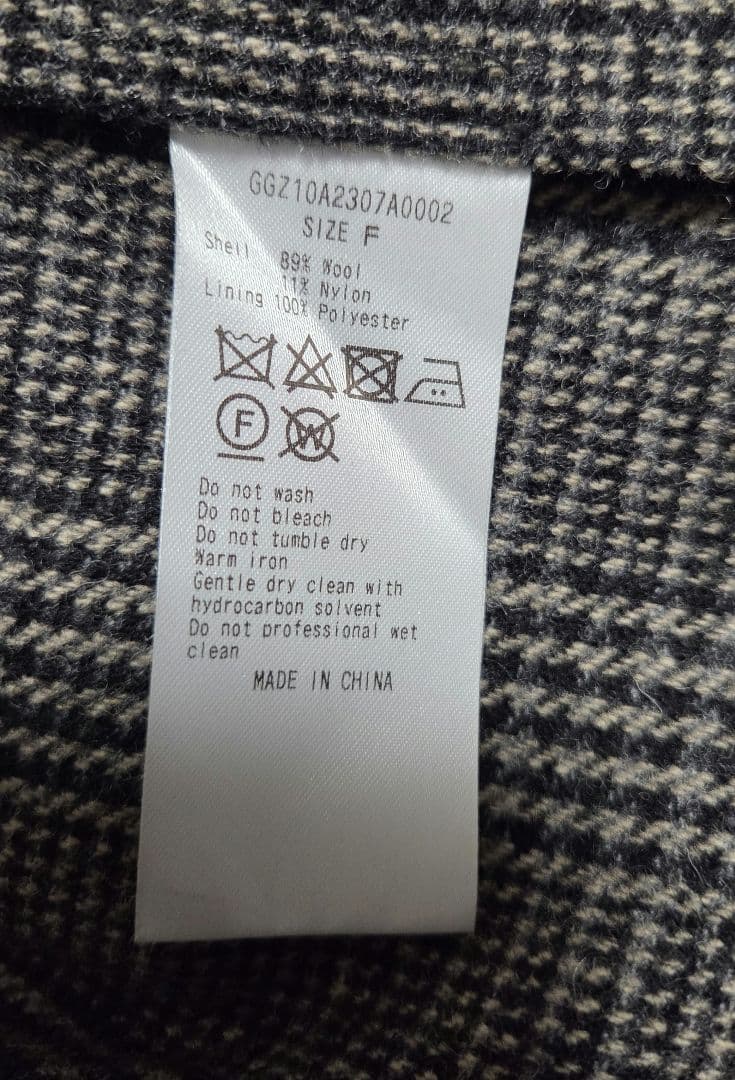 GGZ10A2307A0002
SIZE F
Shell 89% Wool
11% Nylon
Lining 100% Polyester
F W
Do not wash
Do not bleach
Do not tumble dry
Warm iron
Gentle dry clean with
hydrocarbon solvent
Do not professional wet
clean
MADE IN CHINA